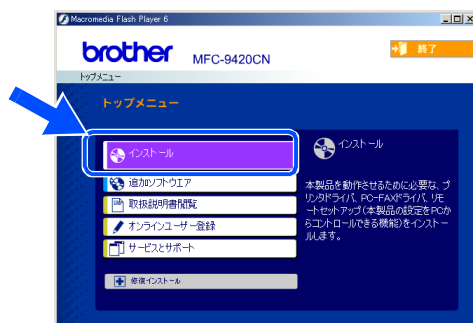 Macromedia Flash Player 6
brother MFC-9420CN
終了
トップメニュー
トップメニュー
インストール
追加ソフトウエア
取扱説明書閲覧
オンラインユーザー登録
サービスとサポート
修復インストール
インストール
本製品を動作させるために必要な、プ
リンタドライバ、PC-FAXドライバ、リモ
ートセットアップ(本製品の設定をPCか
らコントロールできる機能)をインストー
ルします。